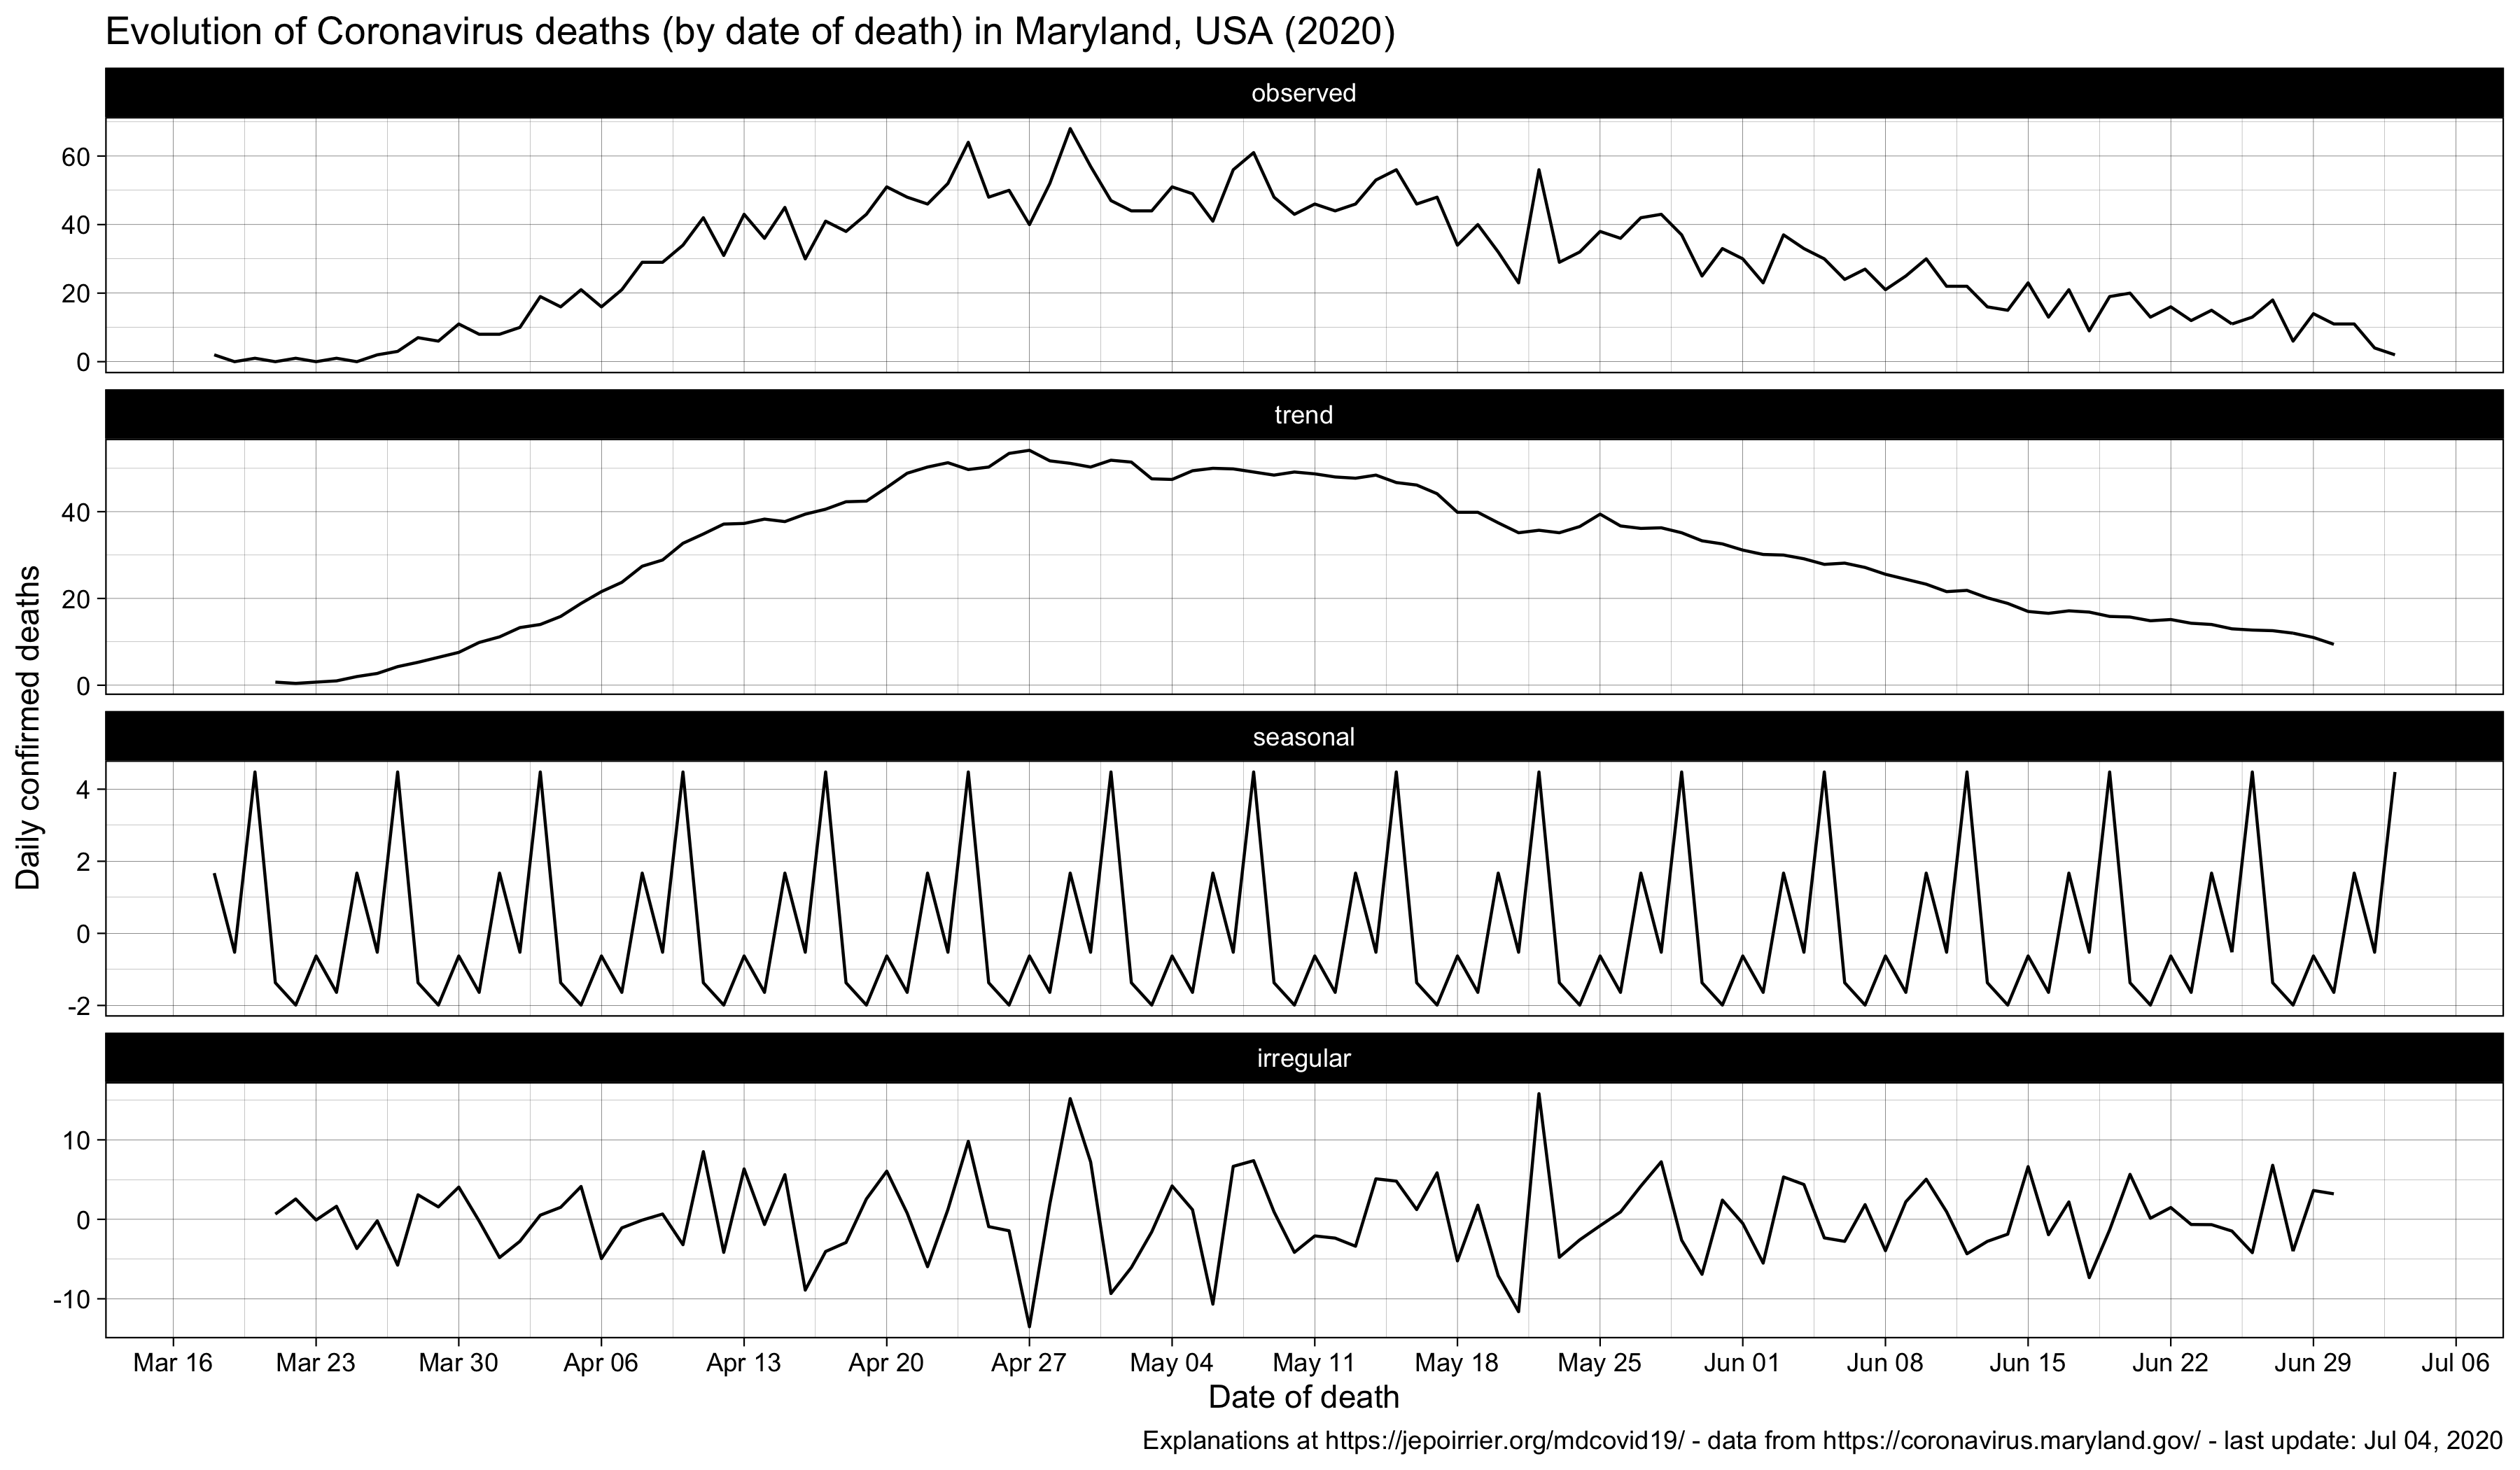 Evolution of Coronavirus deaths (by date of death) in Maryland, USA (2020)
observed
60
40
20
0
trend
40
20
0
seasonal
4
2
0
-2
irregular
10
0
-10
Daily confirmed deaths
Mar 16 Mar 23 Mar 30 Apr 06 Apr 13 Apr 20 Apr 27 May 04 May 11 May 18 May 25 Jun 01 Jun 08 Jun 15 Jun 22 Jun 29 Jul 06
Date of death
Explanations at https://jepoirrier.org/mdcovid19/ - data from https://coronavirus.maryland.gov/ - last update: Jul 04, 2020